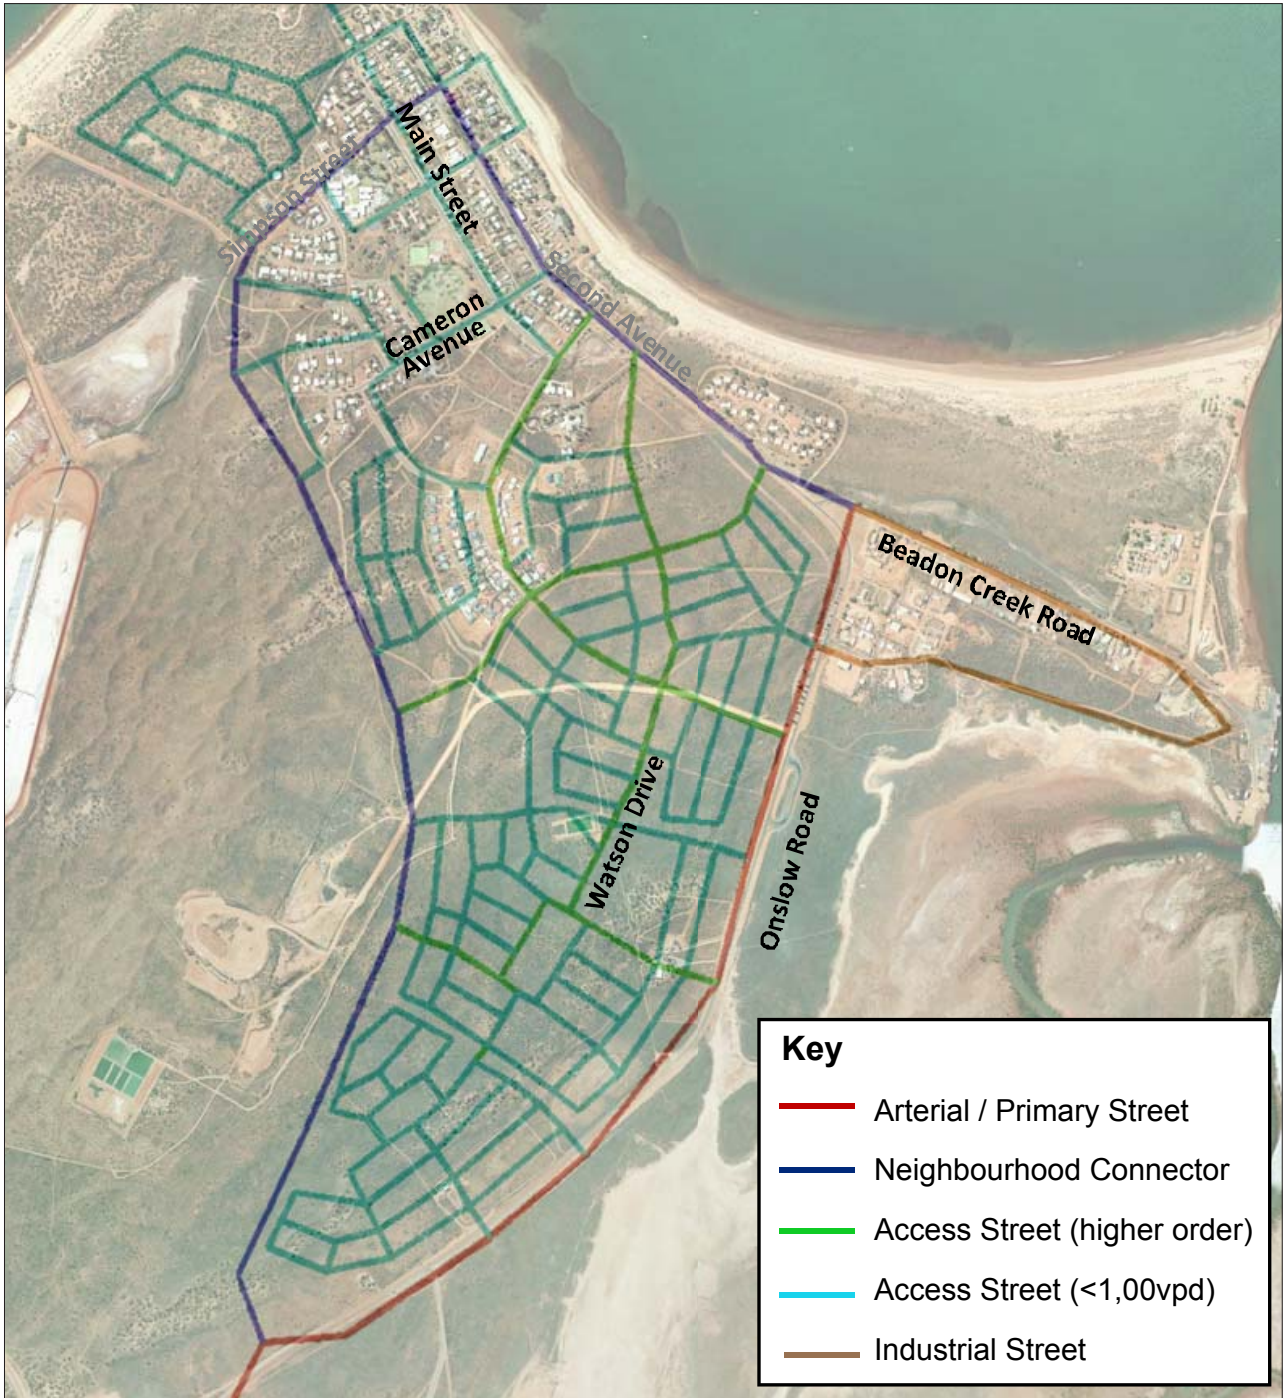 Main Street
Simpson Street
Second Avenue
Cameron
Avenue
Beadon Creek Road
Watson Drive
Onslow Road
Key
Arterial / Primary Street
Neighbourhood Connector
Access Street (higher order)
Access Street (<1,00vpd)
Industrial Street